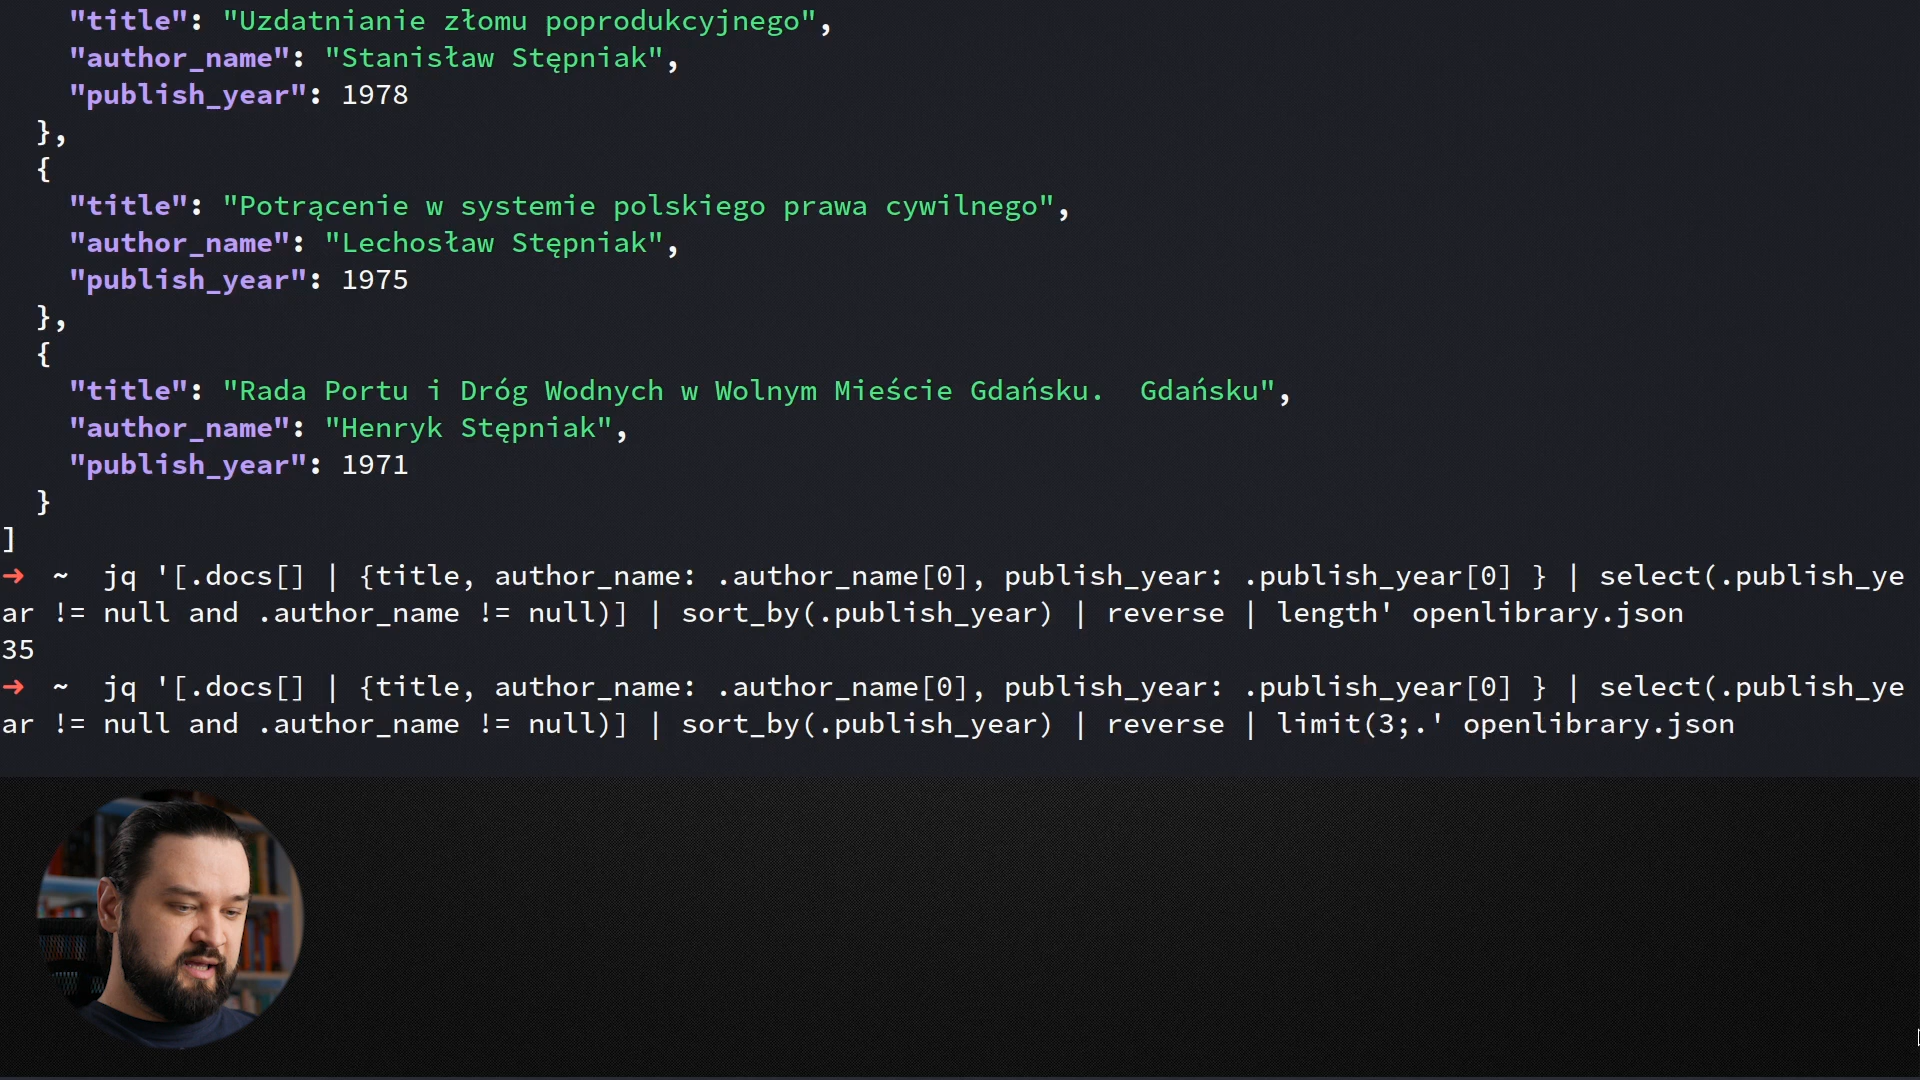 "title": "Uzdatnianie złomu poprodukcyjnego",
"author_name": "Stanisław Stępniak",
"publish_year": 1978
},
{
"title": "Potrącenie w systemie polskiego prawa cywilnego",
"author_name": "Lechosław Stępniak",
"publish_year": 1975
},
{
"title": "Rada Portu i Dróg Wodnych w Wolnym Mieście Gdańsku.  Gdańsku",
"author_name": "Henryk Stępniak",
"publish_year": 1971
}
]
➜  ~  jq '[.docs[] | {title, author_name: .author_name[0], publish_year: .publish_year[0] } | select(.publish_ye
ar != null and .author_name != null)] | sort_by(.publish_year) | reverse | length' openlibrary.json
35
➜  ~  jq '[.docs[] | {title, author_name: .author_name[0], publish_year: .publish_year[0] } | select(.publish_ye
ar != null and .author_name != null)] | sort_by(.publish_year) | reverse | limit(3;.' openlibrary.json